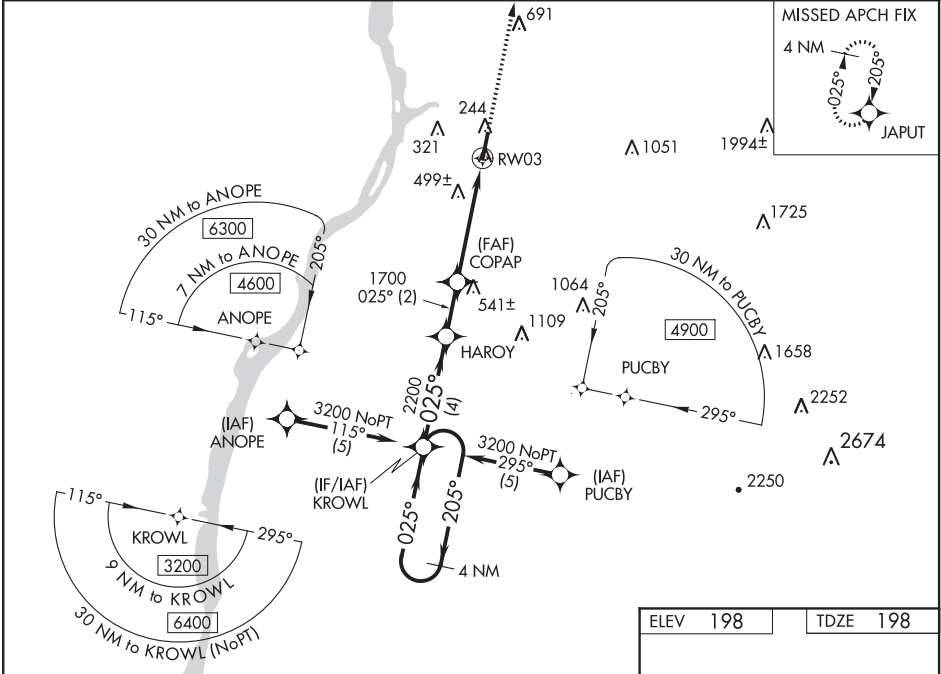 691
MISSED APCH FIX
4 NM
025°
205°
JAPUT
244
321
RW03
1051
1994±
499±
30 NM to ANOPE
6300
205°
7 NM to ANOPE
4600
115°
ANOPE
(FAF)
COPAP
1700
025° (2)
541±
HAROY
1109
1064
1725
30 NM to PUCBY
205°
4900
1658
PUCBY
295°
2252
2674
2250
2200
025°
(4)
(IAF)
ANOPE
3200 NoPT
115°
(5)
3200 NoPT
295°
(5)
(IAF)
PUCBY
(IF/IAF)
KROWL
025°
205°
4 NM
115°
295°
KROWL
3200
9 NM to KROWL
6400
30 NM to KROWL (NoPT)
ELEV 198
TDZE 198